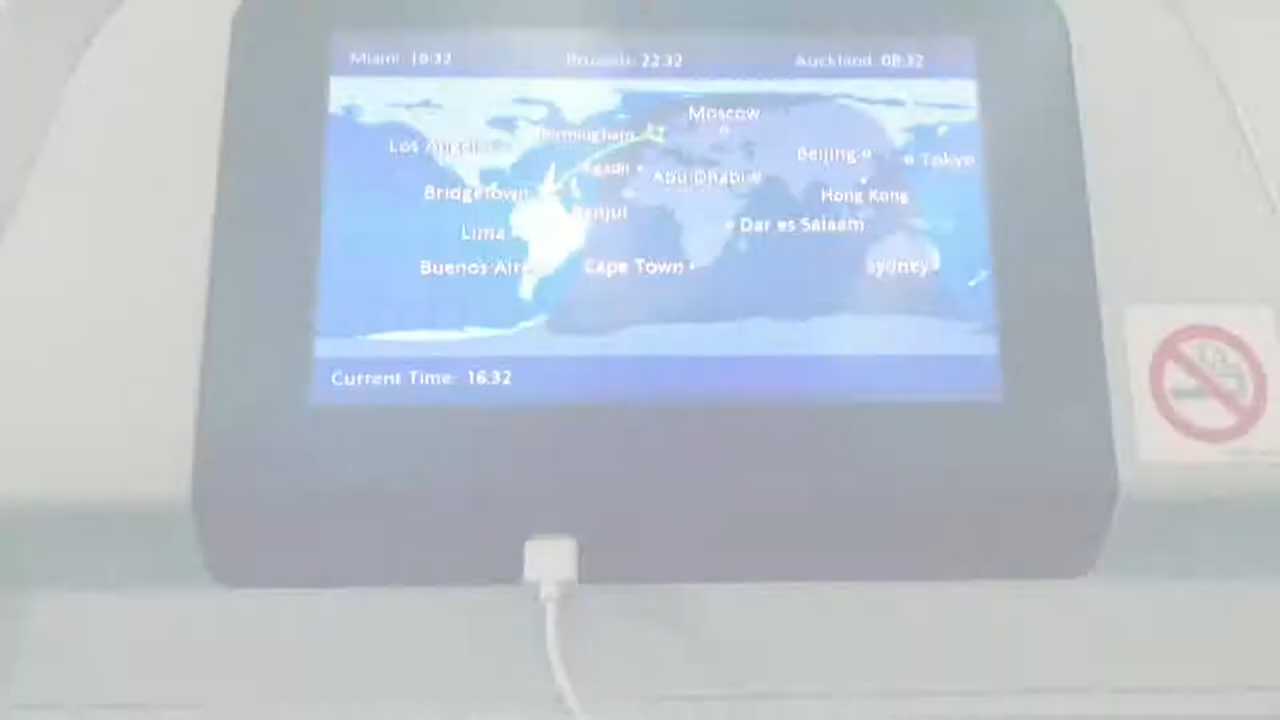 Miami 16:32
Brussels 22:32
Auckland 08:32
Moscow
Birmingham
Los Angeles
Beijing
Tokyo
Abu Dhabi
Bridgetown
Hong Kong
Banjul
Dar es Salaam
Lima
Buenos Aire
Cape Town
Sydney
Current Time: 16:32